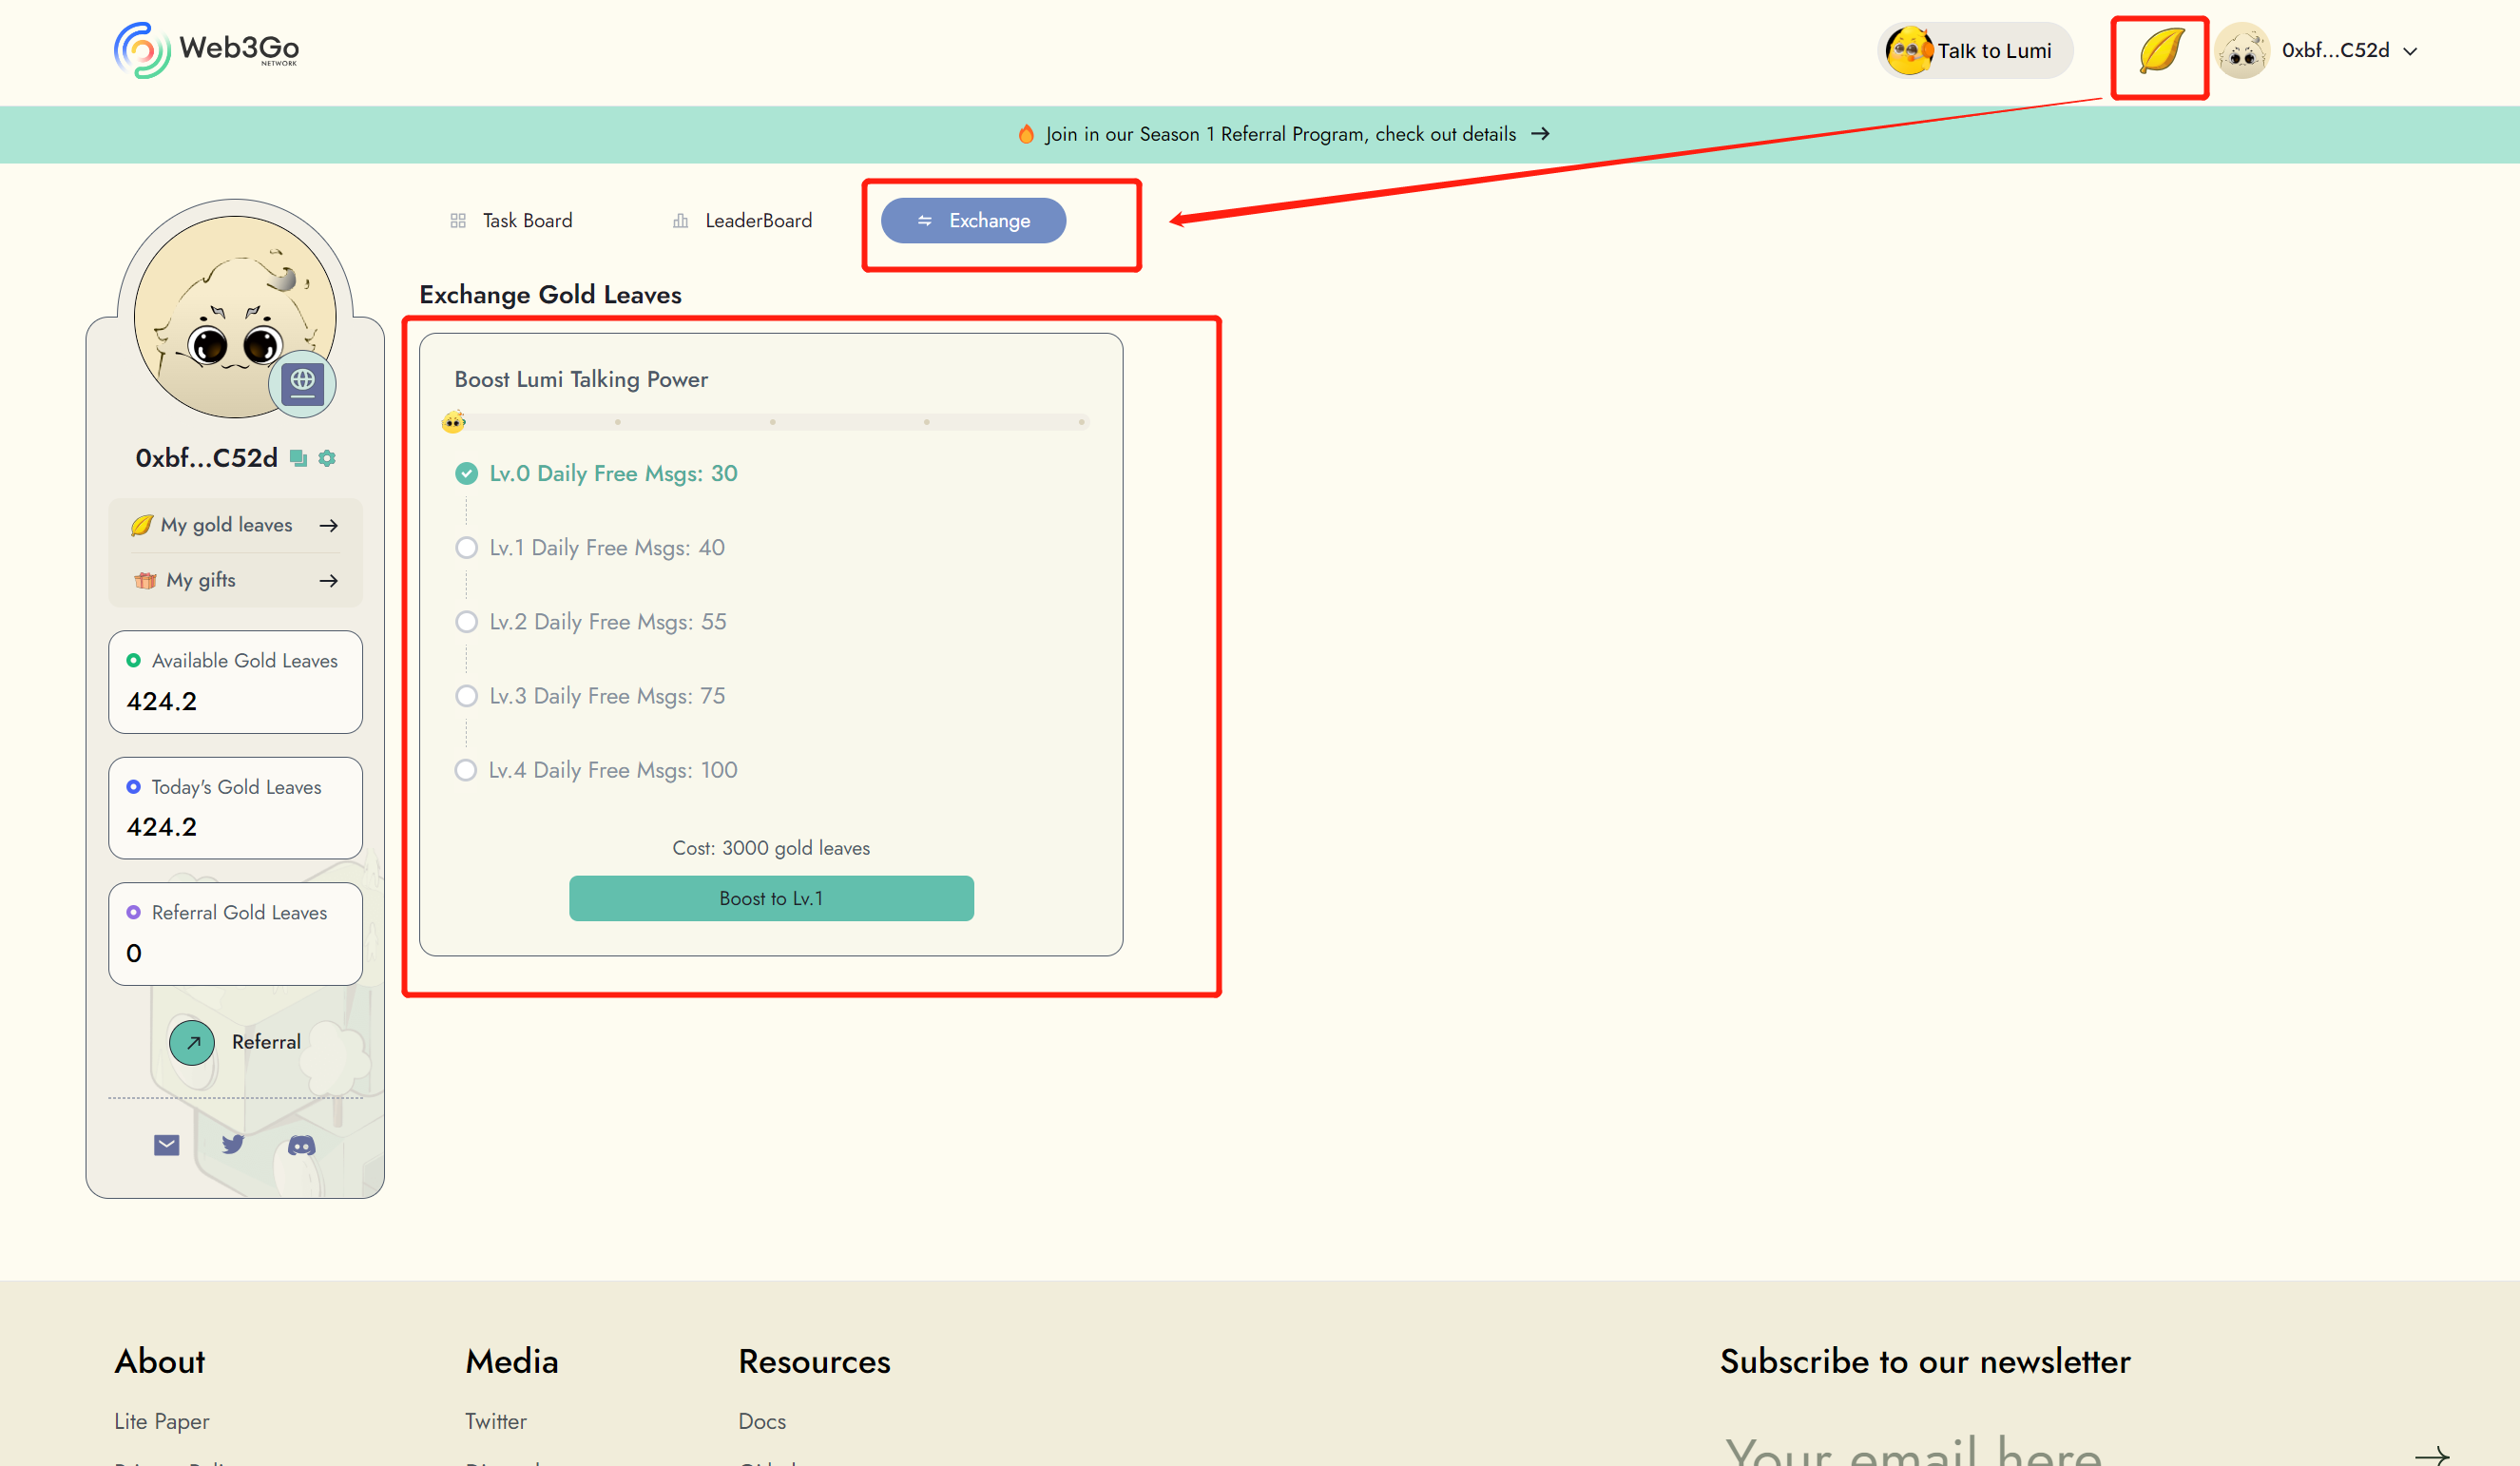 Web3Go
NETWORK
Talk to Lumi
0xbf...C52d
Join in our Season 1 Referral Program, check out details →
Task Board
LeaderBoard
Exchange
Exchange Gold Leaves
Boost Lumi Talking Power
Lv.0 Daily Free Msgs: 30
Lv.1 Daily Free Msgs: 40
Lv.2 Daily Free Msgs: 55
Lv.3 Daily Free Msgs: 75
Lv.4 Daily Free Msgs: 100
Cost: 3000 gold leaves
Boost to Lv.1
0xbf...C52d
My gold leaves →
My gifts →
Available Gold Leaves
424.2
Today's Gold Leaves
424.2
Referral Gold Leaves
0
Referral
About
Lite Paper
Media
Twitter
Resources
Docs
Subscribe to our newsletter
Your email here